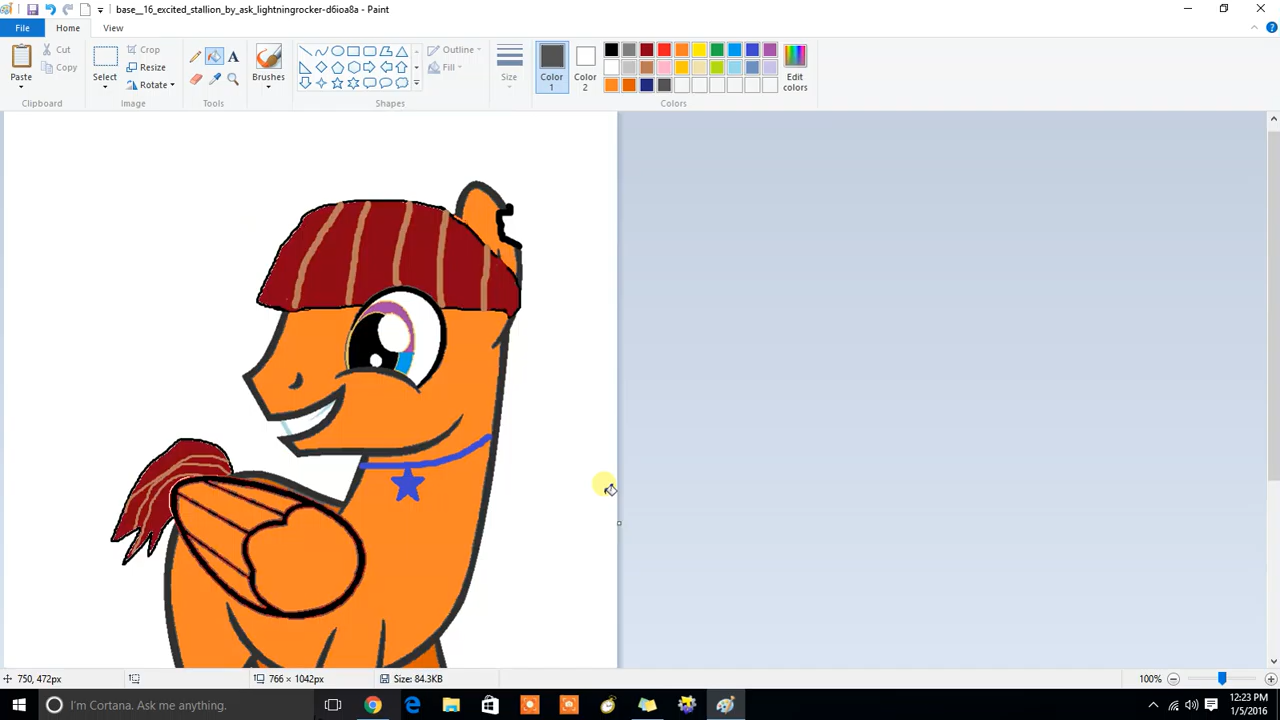 base__16_excited_stallion_by_ask_lightningrocker-d6ioa8a - Paint
File Home View
Paste
Cut
Copy
Clipboard
Select
Crop
Resize
Rotate
Image
A
Tools
Brushes
Outline
Fill
Shapes
Size
Color 1
Color 2
Edit colors
Colors
750, 472px
766 × 1042px
Size: 84.3KB
100%
I'm Cortana. Ask me anything.
12:23 PM
1/5/2016